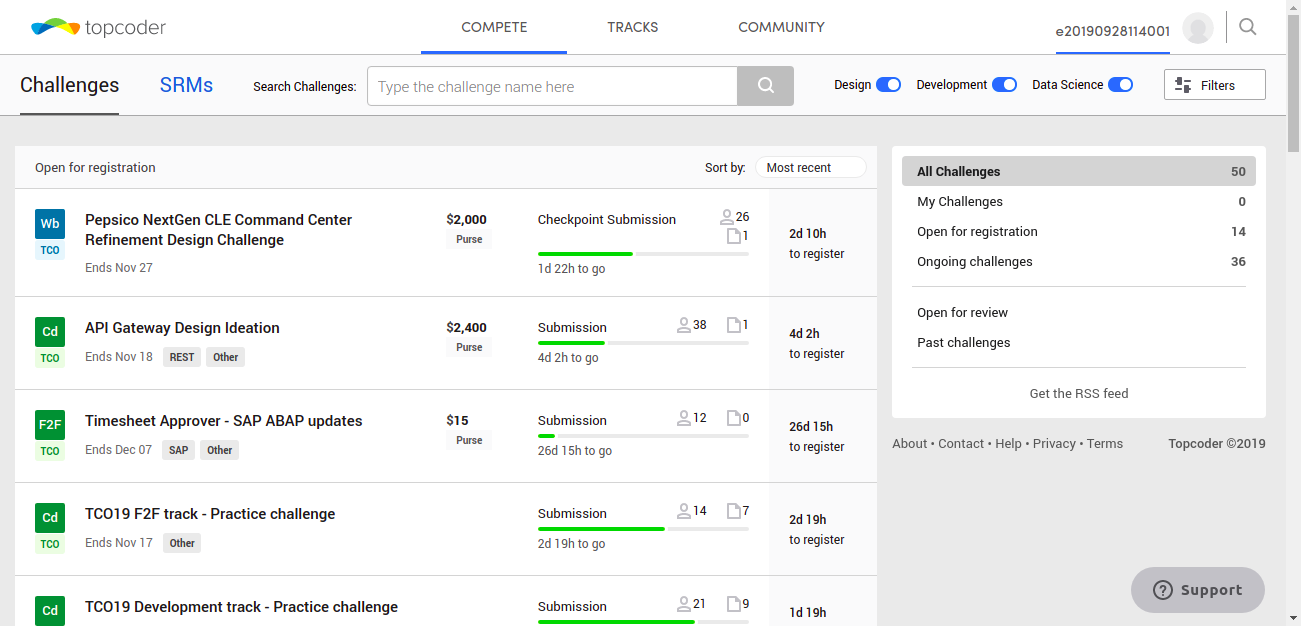 topcoder
COMPETE TRACKS COMMUNITY
e20190928114001
Challenges SRMs Search Challenges: Type the challenge name here Design Development Data Science Filters
Open for registration Sort by: Most recent
Wb
TCO
Pepsico NextGen CLE Command Center
Refinement Design Challenge
Ends Nov 27
$2,000
Purse
Checkpoint Submission 26
1
1d 22h to go
2d 10h
to register
Cd
TCO
API Gateway Design Ideation
Ends Nov 18 REST Other
$2,400
Purse
Submission 38 1
4d 2h to go
4d 2h
to register
F2F
TCO
Timesheet Approver - SAP ABAP updates
Ends Dec 07 SAP Other
$15
Purse
Submission 12 0
26d 15h to go
26d 15h
to register
Cd
TCO
TCO19 F2F track - Practice challenge
Ends Nov 17 Other
Submission 14 7
2d 19h to go
2d 19h
to register
Cd
TCO19 Development track - Practice challenge
Submission 21 9
1d 19h
All Challenges 50
My Challenges 0
Open for registration 14
Ongoing challenges 36
Open for review
Past challenges
Get the RSS feed
About • Contact • Help • Privacy • Terms Topcoder ©2019
Support